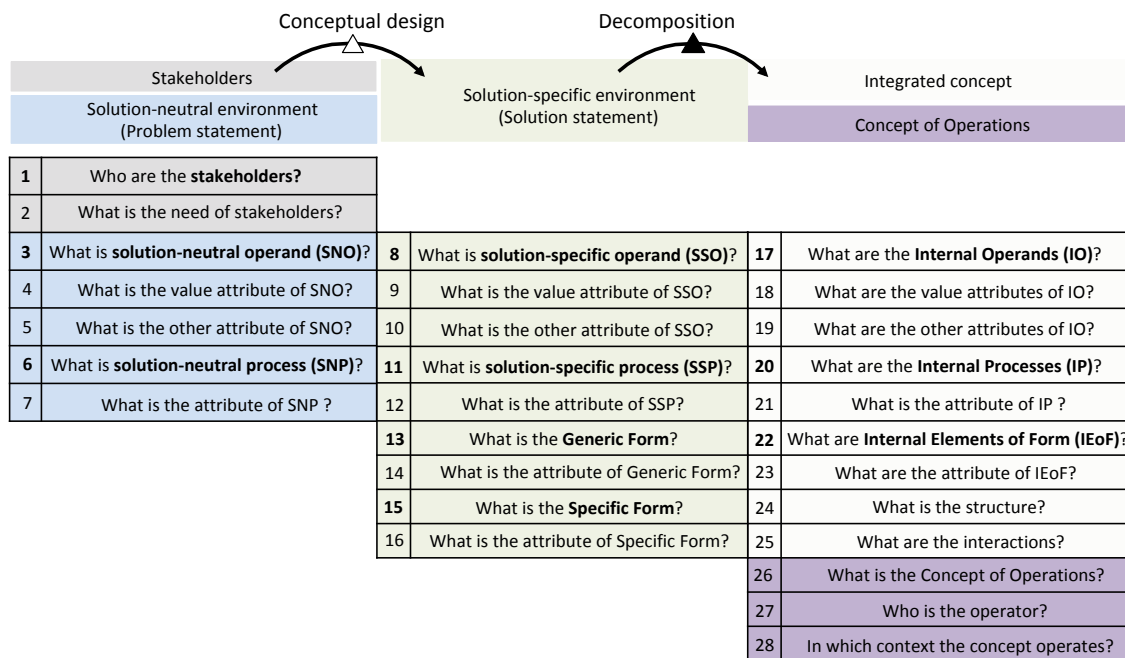 Conceptual design
Decomposition
Stakeholders
Solution-neutral environment
(Problem statement)
Solution-specific environment
(Solution statement)
Integrated concept
Concept of Operations
1 Who are the stakeholders?
2 What is the need of stakeholders?
3 What is solution-neutral operand (SNO)?
4 What is the value attribute of SNO?
5 What is the other attribute of SNO?
6 What is solution-neutral process (SNP)?
7 What is the attribute of SNP ?
8 What is solution-specific operand (SSO)?
9 What is the value attribute of SSO?
10 What is the other attribute of SSO?
11 What is solution-specific process (SSP)?
12 What is the attribute of SSP?
13 What is the Generic Form?
14 What is the attribute of Generic Form?
15 What is the Specific Form?
16 What is the attribute of Specific Form?
17 What are the Internal Operands (IO)?
18 What are the value attributes of IO?
19 What are the other attributes of IO?
20 What are the Internal Processes (IP)?
21 What is the attribute of IP ?
22 What are Internal Elements of Form (IEoF)?
23 What are the attribute of IEoF?
24 What is the structure?
25 What are the interactions?
26 What is the Concept of Operations?
27 Who is the operator?
28 In which context the concept operates?